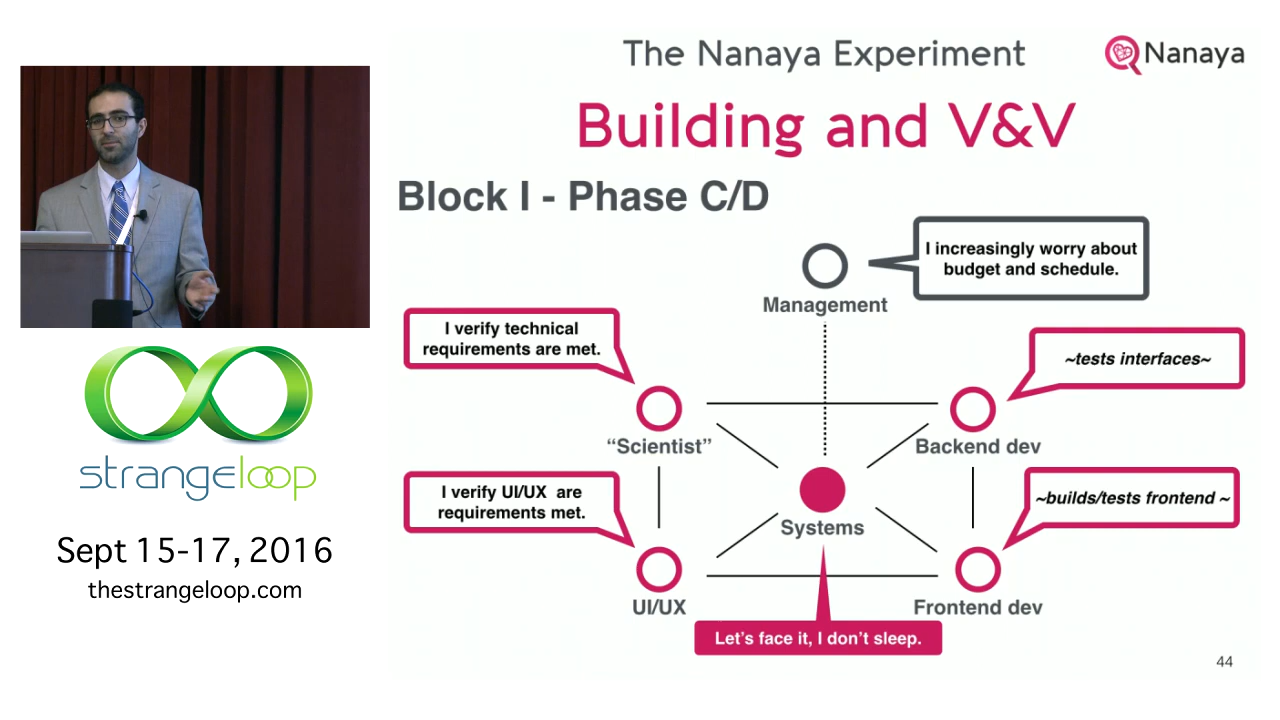 The Nanaya Experiment
Nanaya
Building and V&V
Block I - Phase C/D
I increasingly worry about
budget and schedule.
Management
I verify technical
requirements are met.
~tests interfaces~
"Scientist"
Backend dev
I verify UI/UX are
requirements met.
~builds/tests frontend ~
Systems
UI/UX
Frontend dev
Let's face it, I don't sleep.
44
strangeloop
Sept 15-17, 2016
thestrangeloop.com